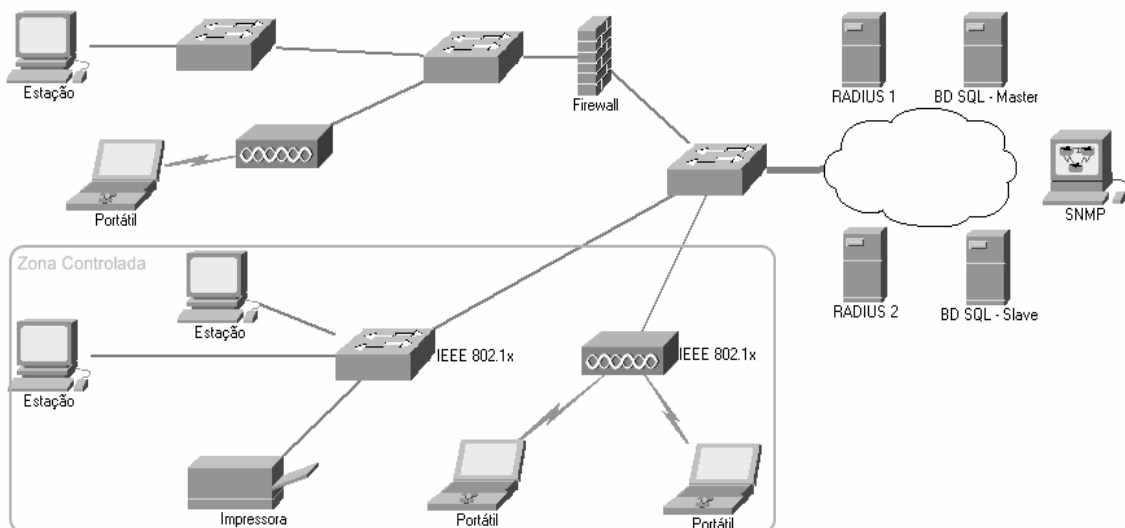 Estação
Firewall
RADIUS 1
BD SQL - Master
Portátil
SNMP
Zona Controlada
RADIUS 2
BD SQL - Slave
Estação
IEEE 802.1x
IEEE 802.1x
Estação
Impressora
Portátil
Portátil